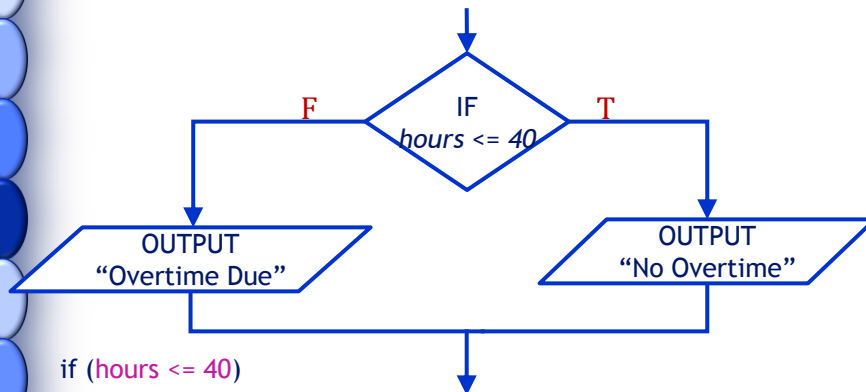 IF
hours <= 40
F
T
OUTPUT
“Overtime Due”
OUTPUT
“No Overtime”
if (hours <= 40)